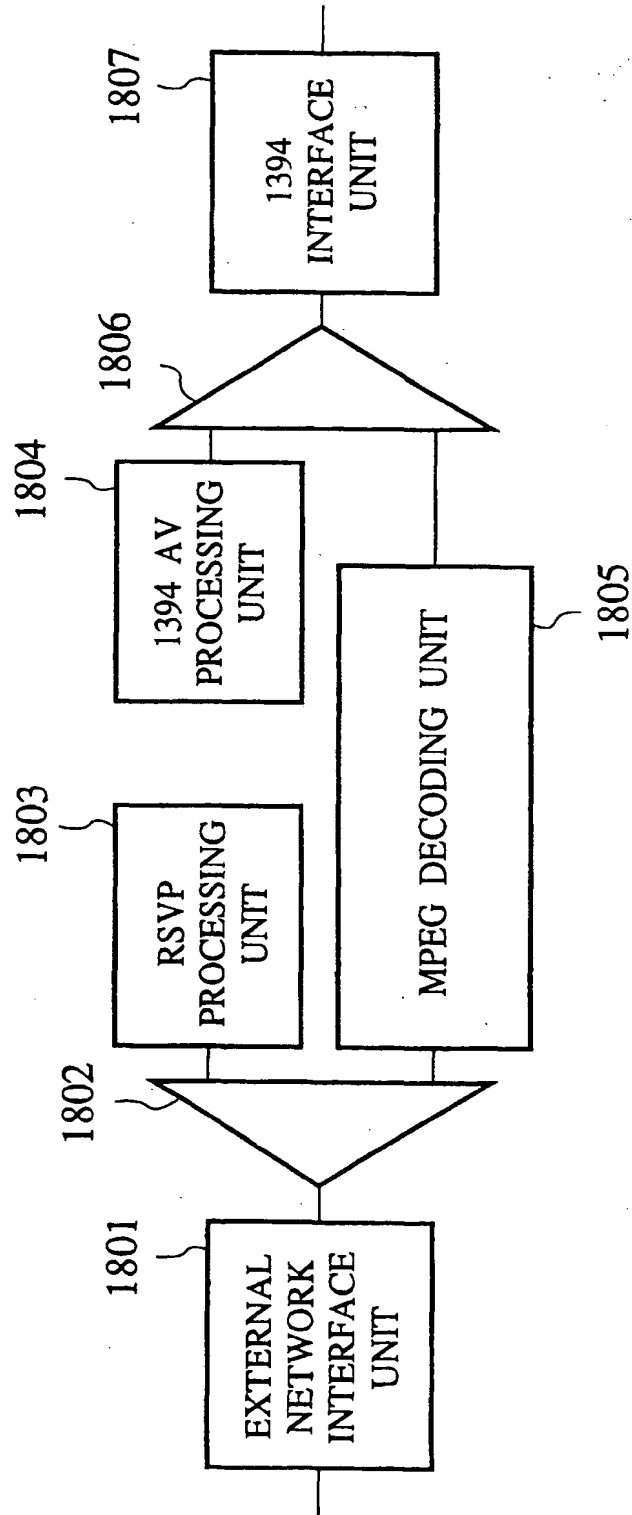 1801
EXTERNAL
NETWORK
INTERFACE
UNIT
1802
1803
RSVP
PROCESSING
UNIT
1804
1394 AV
PROCESSING
UNIT
MPEG DECODING UNIT
1805
1806
1807
1394
INTERFACE
UNIT